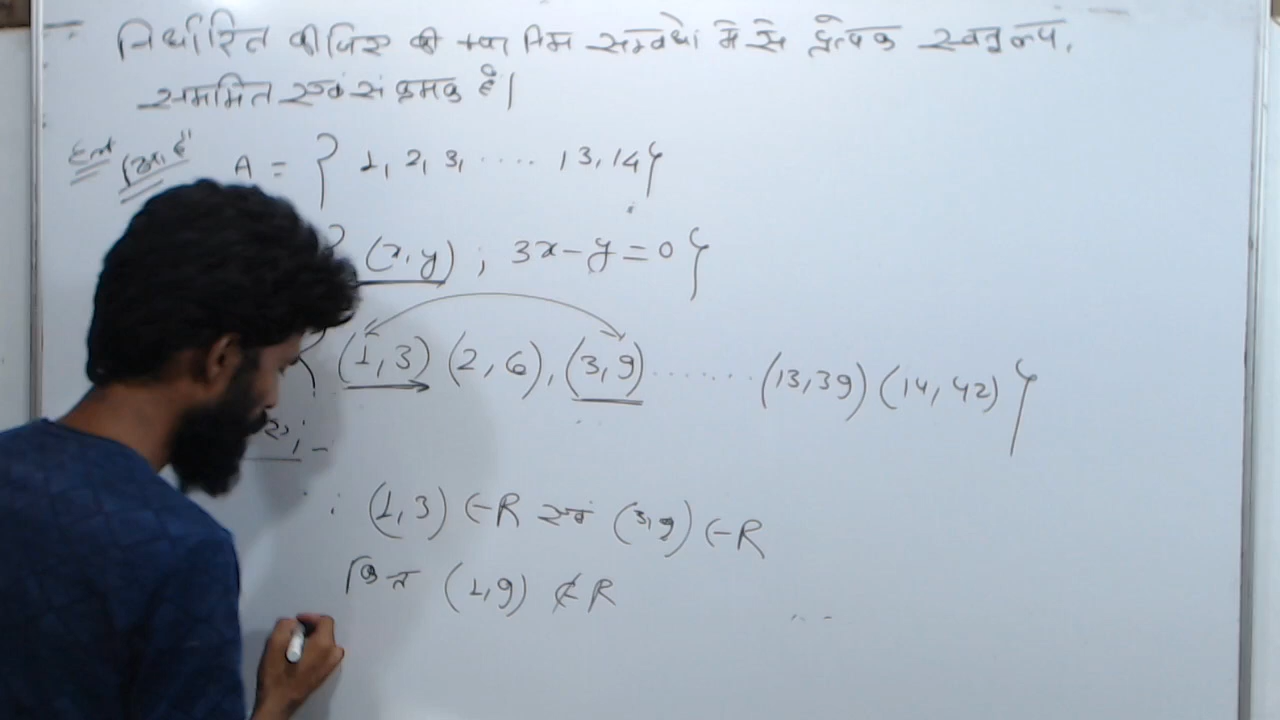 निर्धारित कीजिए की क्या निम्न सम्बंधो में से प्रत्येक स्वतुल्य,
सममित एवं संक्रमक है।
हल दिया है A = { 1, 2, 3, ..... 13, 14}
(x, y) ; 3x - y = 0 }
{ (1, 3) (2, 6), (3, 9) ....... (13, 39) (14, 42) }
∵ (1, 3) ∈ R एवं (3, 9) ∈ R
(1, 9) ∉ R